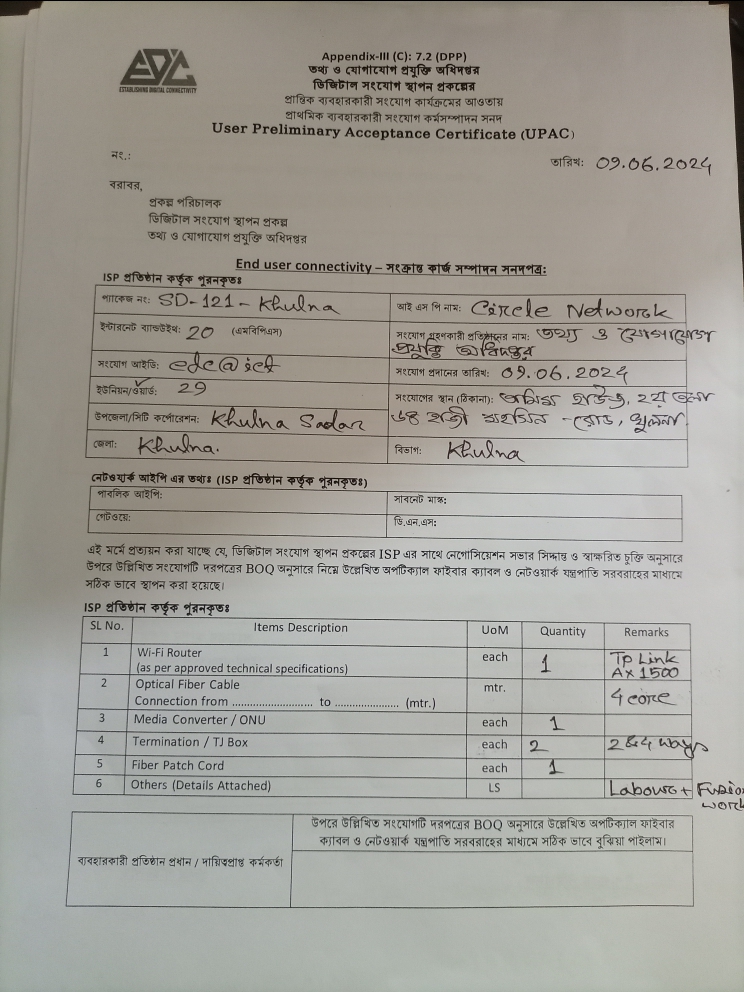 EDC
ESTABLISHING DIGITAL CONNECTIVITY
Appendix-III (C): 7.2 (DPP)
তথ্য ও যোগাযোগ প্রযুক্তি অধিদপ্তর
ডিজিটাল সংযোগ স্থাপন প্রকল্পের
প্রান্তিক ব্যবহারকারী সংযোগ কার্যক্রমের আওতায়
প্রাথমিক ব্যবহারকারী সংযোগ কর্মসম্পাদন সনদ
User Preliminary Acceptance Certificate (UPAC)
নং.:
তারিখ: 09.06.2024
বরাবর,
প্রকল্প পরিচালক
ডিজিটাল সংযোগ স্থাপন প্রকল্প
তথ্য ও যোগাযোগ প্রযুক্তি অধিদপ্তর
End user connectivity – সংক্রান্ত কার্জ সম্পাদন সনদপত্র:
ISP প্রতিষ্ঠান কর্তৃক পূরনকৃতঃ
প্যাকেজ নং: SD-121-Khulna
আই এস পি নাম: Circle Network
ইন্টারনেট ব্যান্ডউইথ: 20 (এমবিপিএস)
সংযোগ গ্রহণকারী প্রতিষ্ঠানের নাম: তথ্য ও যোগাযোগ
প্রযুক্তি অধিদপ্তর
সংযোগ আইডি: edc@ict
সংযোগ প্রদানের তারিখ: 09.06.2024
ইউনিয়ন/ওয়ার্ড: 29
সংযোগের স্থান (ঠিকানা): হাউজ, ২য় তলা
উপজেলা/সিটি কর্পোরেশন: Khulna Sadar
হাজী মহসিন রোড, খুলনা
জেলা: Khulna.
বিভাগ: Khulna
নেটওয়ার্ক আইপি এর তথ্যঃ (ISP প্রতিষ্ঠান কর্তৃক পূরনকৃতঃ)
পাবলিক আইপি:
সাবনেট মাস্ক:
গেটওয়ে:
ডি.এন.এস:
এই মর্মে প্রত্যয়ন করা যাচ্ছে যে, ডিজিটাল সংযোগ স্থাপন প্রকল্পের ISP এর সাথে নেগোসিয়েশন সভার সিদ্ধান্ত ও স্বাক্ষরিত চুক্তি অনুসারে
উপরে উল্লিখিত সংযোগটি দরপত্রের BOQ অনুসারে নিম্নে উল্লেখিত অপটিক্যাল ফাইবার ক্যাবল ও নেটওয়ার্ক যন্ত্রপাতি সরবরাহের মাধ্যমে
সঠিক ভাবে স্থাপন করা হয়েছে।
ISP প্রতিষ্ঠান কর্তৃক পূরনকৃতঃ
SL No. Items Description UoM Quantity Remarks
1 Wi-Fi Router each 1 Tp Link
(as per approved technical specifications) AX 1500
2 Optical Fiber Cable mtr.
Connection from ........................... to ..................... (mtr.) 4 core
3 Media Converter / ONU each 1
4 Termination / TJ Box each 2 2 & 4 ways
5 Fiber Patch Cord each 1
6 Others (Details Attached) LS Labour + Fusion
work
উপরে উল্লিখিত সংযোগটি দরপত্রের BOQ অনুসারে উল্লেখিত অপটিক্যাল ফাইবার
ক্যাবল ও নেটওয়ার্ক যন্ত্রপাতি সরবরাহের মাধ্যমে সঠিক ভাবে বুঝিয়া পাইলাম।
ব্যবহারকারী প্রতিষ্ঠান প্রধান / দায়িত্বপ্রাপ্ত কর্মকর্তা